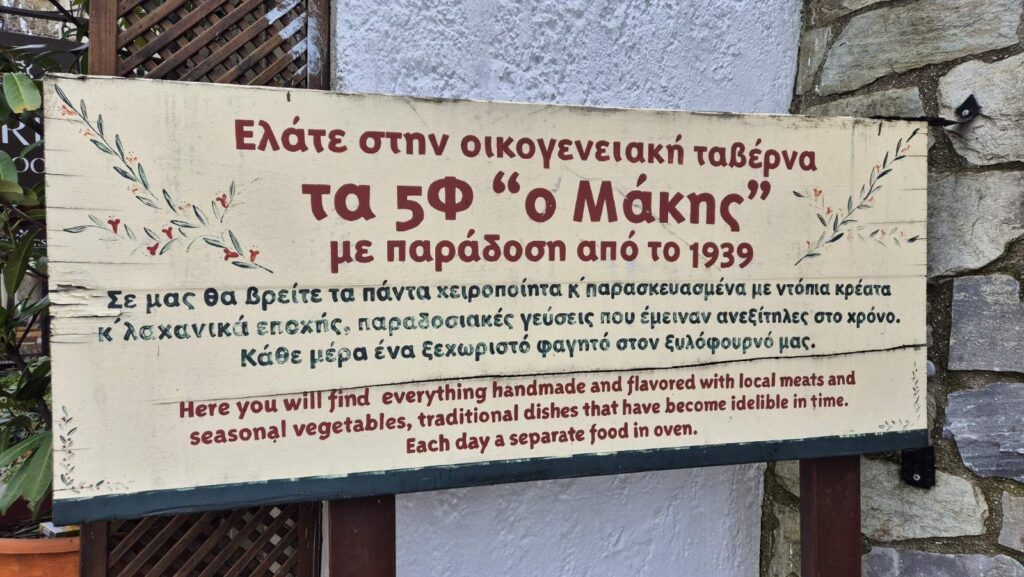 Ελάτε στην οικογενειακή ταβέρνα
τα 5Φ “ο Μάκης”
με παράδοση από το 1939
Σε μας θα βρείτε τα πάντα χειροποίητα κ΄παρασκευασμένα με ντόπια κρέατα
κ΄λαχανικά εποχής, παραδοσιακές γεύσεις που έμειναν ανεξίτηλες στο χρόνο.
Κάθε μέρα ένα ξεχωριστό φαγητό στον ξυλόφουρνό μας.
Here you will find everything handmade and flavored with local meats and
seasonal vegetables, traditional dishes that have become idelible in time.
Each day a separate food in oven.